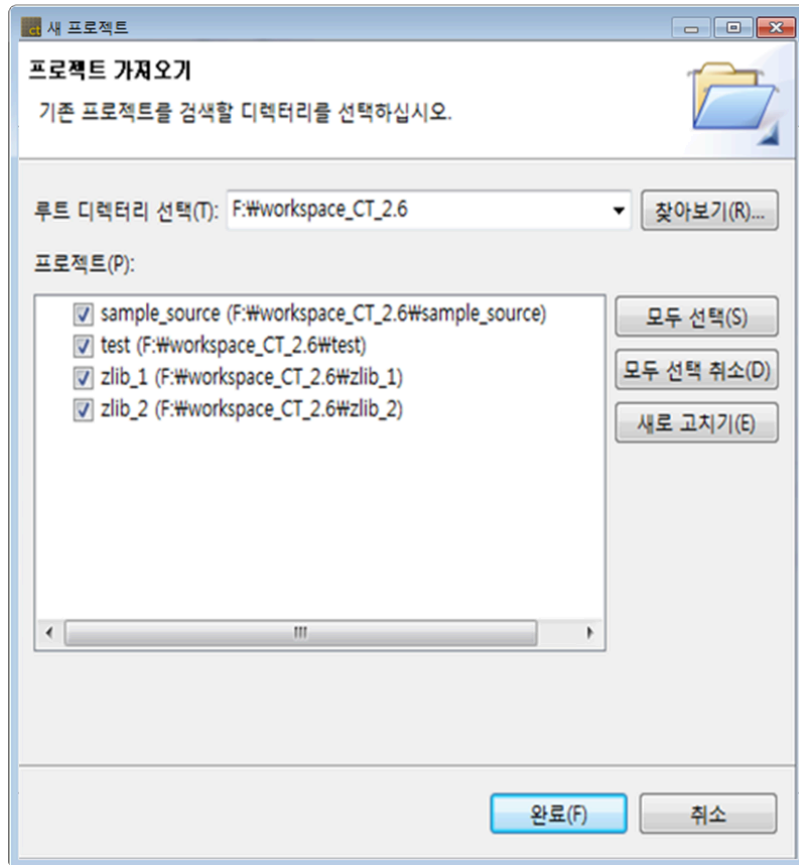 ct 새 프로젝트
프로젝트 가져오기
기존 프로젝트를 검색할 디렉터리를 선택하십시오.
루트 디렉터리 선택(T): F:₩workspace_CT_2.6 찾아보기(R)...
프로젝트(P):
sample_source (F:₩workspace_CT_2.6₩sample_source)
test (F:₩workspace_CT_2.6₩test)
zlib_1 (F:₩workspace_CT_2.6₩zlib_1)
zlib_2 (F:₩workspace_CT_2.6₩zlib_2)
모두 선택(S)
모두 선택 취소(D)
새로 고치기(E)
완료(F) 취소